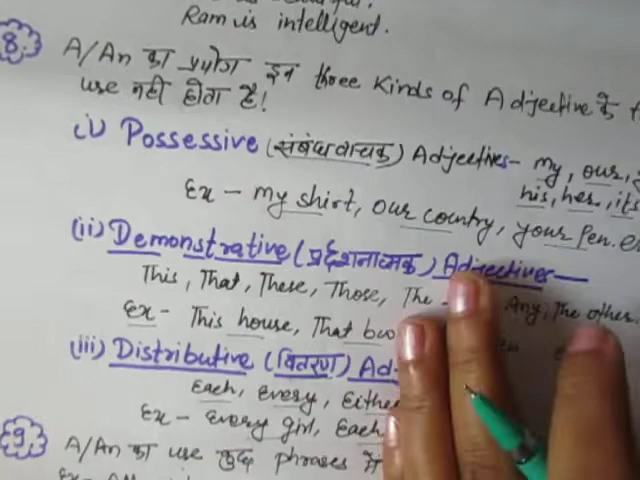 Ram is intelligent.
8. A/An का प्रयोग इन three kinds of Adjective के
use नही होता है!
(i) Possessive (संबंधवाचक) Adjectives- my, our,
his, her, its
Ex - my shirt, our country, your pen.
(ii) Demonstrative (प्रदर्शनात्मक) Adjectives—
This, That, These, Those, The Any, The other.
Ex- This house, That
(iii) Distributive (वितरण) Ad
Each, Every, Either
Ex - Every girl, Each
9. A/An का use कुछ phrases में